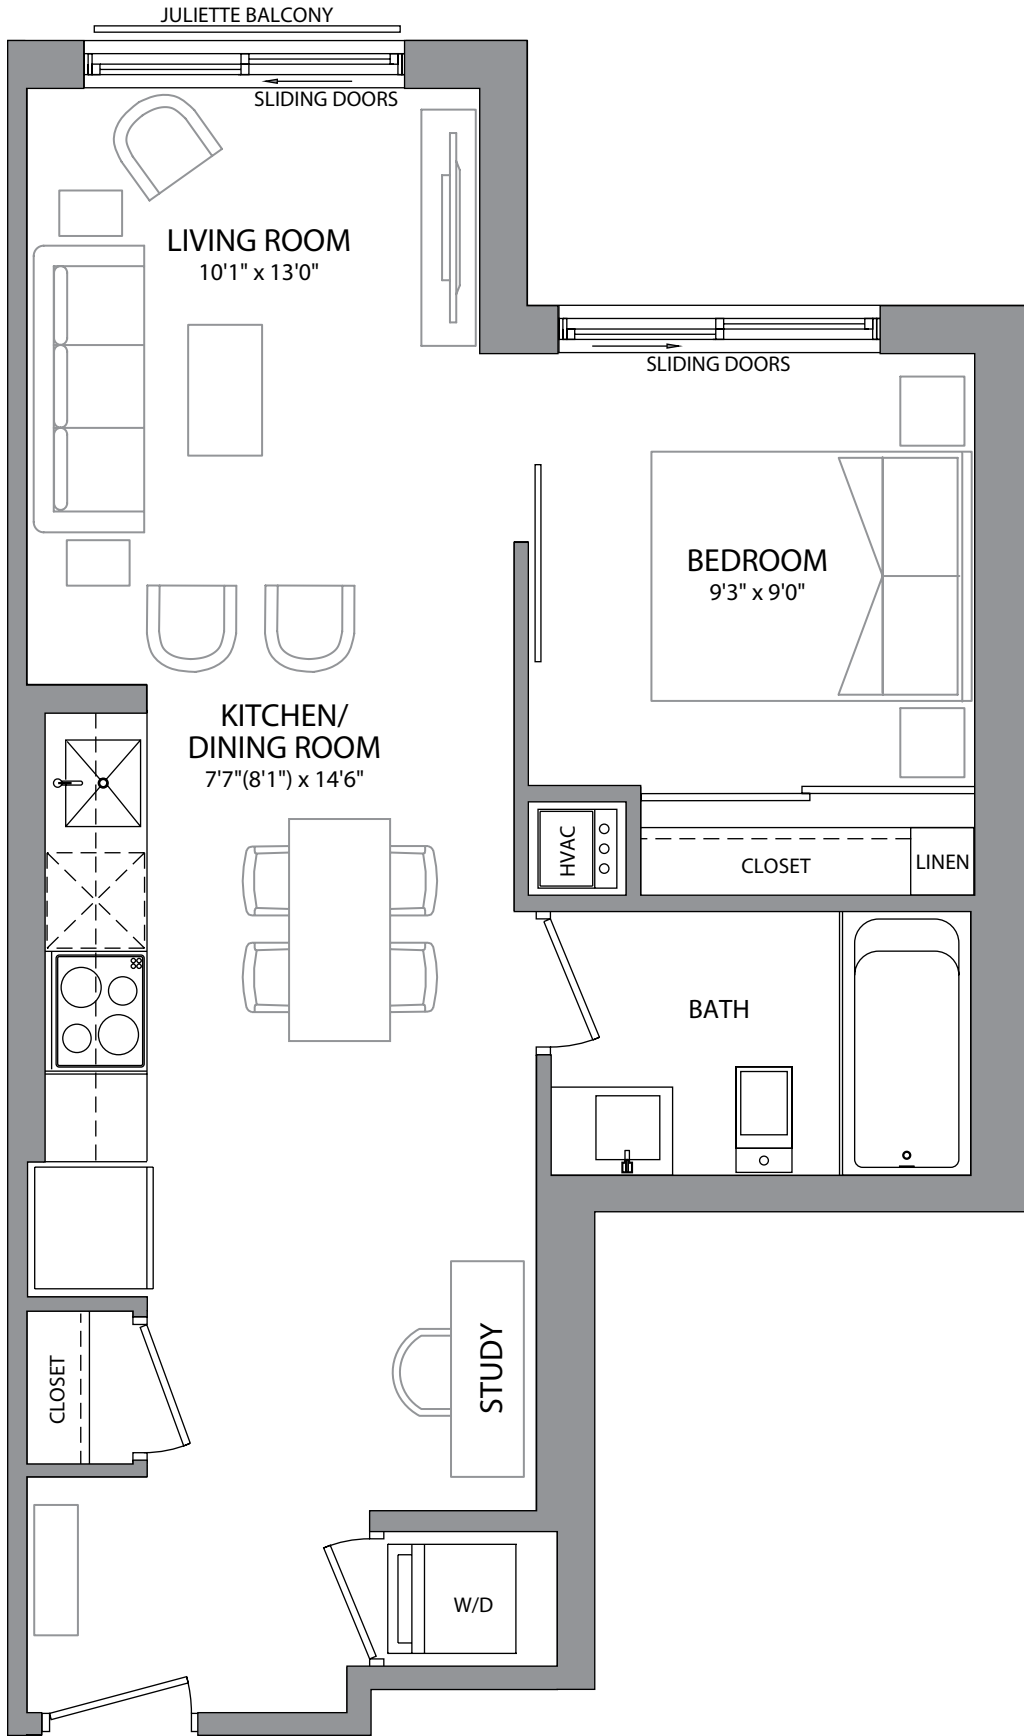 JULIETTE BALCONY
SLIDING DOORS
LIVING ROOM
10'1" x 13'0"
SLIDING DOORS
BEDROOM
9'3" x 9'0"
KITCHEN/
DINING ROOM
7'7"(8'1") x 14'6"
HVAC
CLOSET
LINEN
BATH
STUDY
CLOSET
W/D